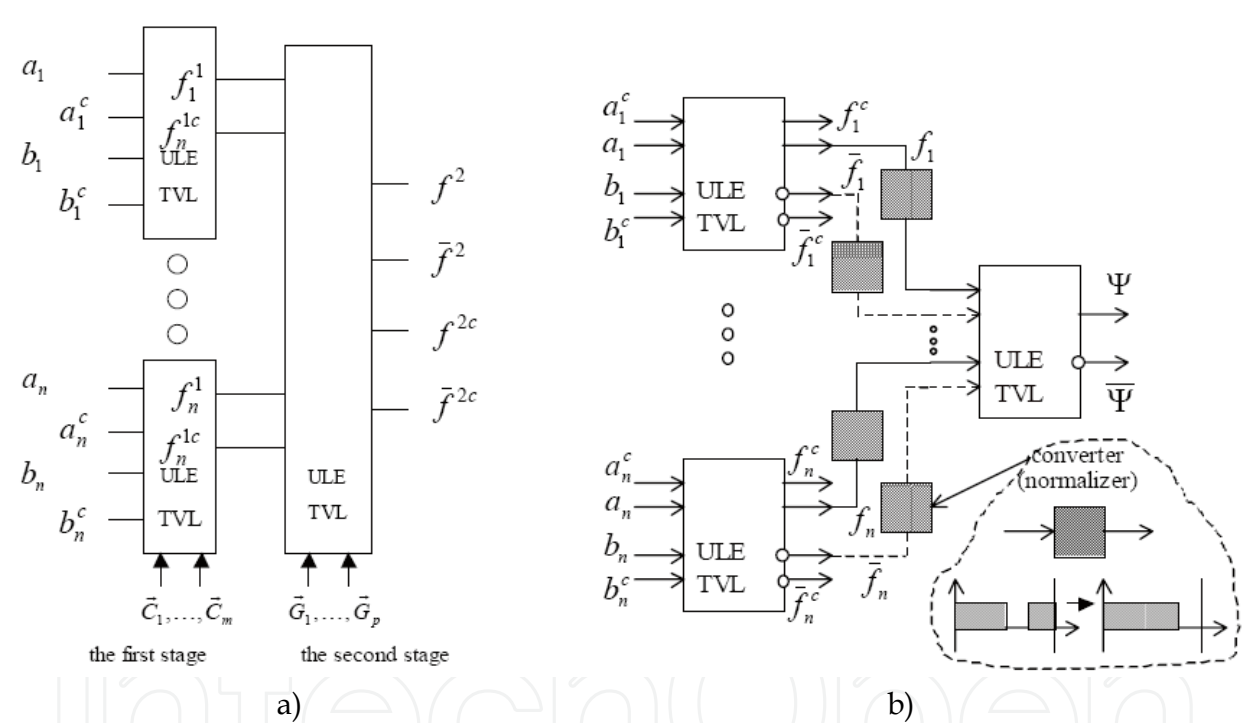 a₁
a₁ᶜ
b₁
b₁ᶜ
f₁¹
fₙ¹ᶜ
ULE
TVL
aₙ
aₙᶜ
bₙ
bₙᶜ
fₙ¹
fₙ¹ᶜ
ULE
TVL
ULE
TVL
f²
f̄²
f²ᶜ
f̄²ᶜ
C⃗₁,…,C⃗ₘ
G⃗₁,…,G⃗ₚ
the first stage
the second stage
a)
a₁ᶜ
a₁
b₁
b₁ᶜ
ULE
TVL
f₁ᶜ
f₁
f̄₁
f̄₁ᶜ
ULE
TVL
Ψ
Ψ̄
aₙᶜ
aₙ
bₙ
bₙᶜ
ULE
TVL
fₙᶜ
fₙ
f̄ₙ
f̄ₙᶜ
converter
(normalizer)
b)
IntechOpen